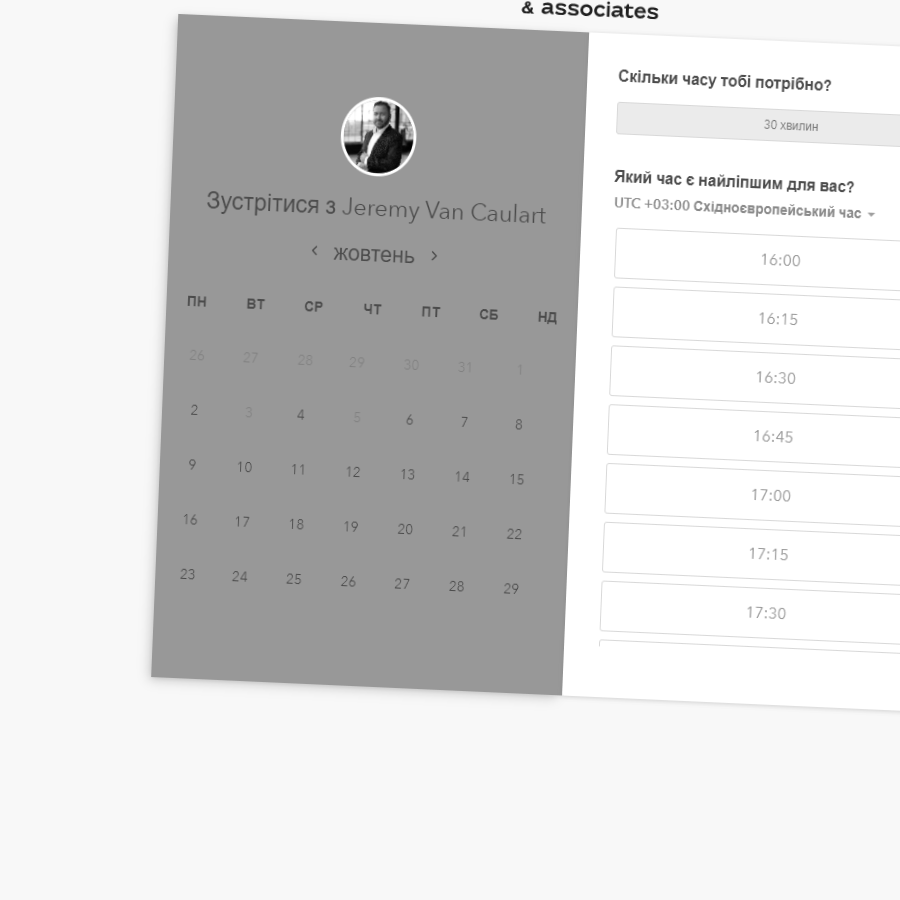 & associates
Зустрітися з Jeremy Van Caulart
жовтень
ПН ВТ СР ЧТ ПТ СБ НД
26 27 28 29 30 31 1
2 3 4 5 6 7 8
9 10 11 12 13 14 15
16 17 18 19 20 21 22
23 24 25 26 27 28 29
Скільки часу тобі потрібно?
30 хвилин
Який час є найліпшим для вас?
UTC +03:00 Східноєвропейський час
16:00
16:15
16:30
16:45
17:00
17:15
17:30